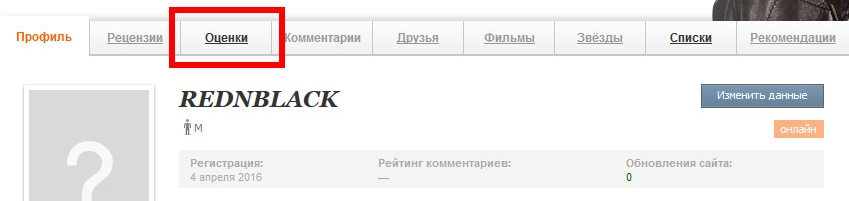 Профиль Рецензии Оценки Комментарии Друзья Фильмы Звёзды Списки Рекомендации
REDNBLACK Изменить данные
М онлайн
Регистрация: Рейтинг комментариев: Обновления сайта:
4 апреля 2016 — 0
?